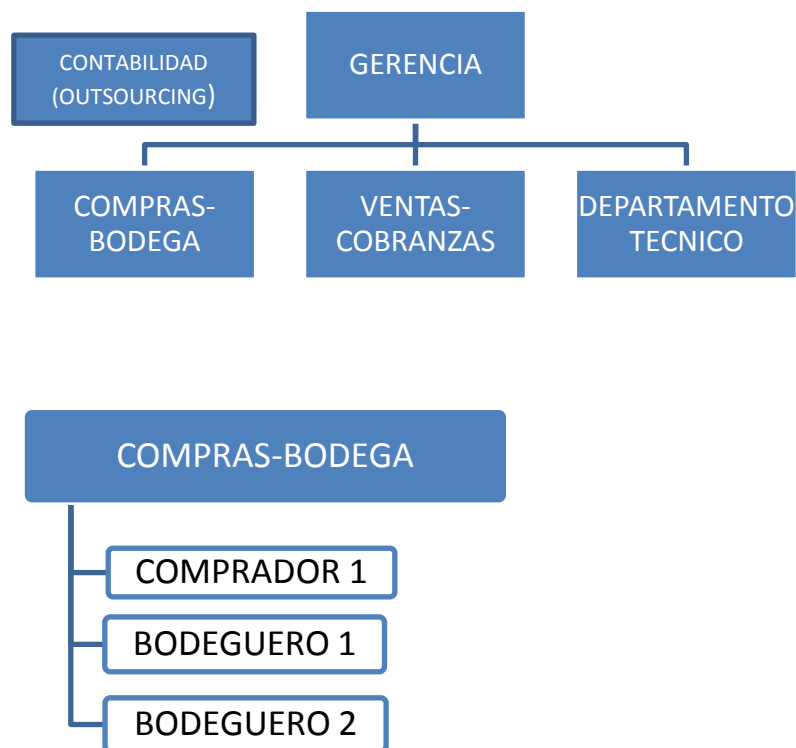 CONTABILIDAD
(OUTSOURCING)
GERENCIA
COMPRAS-
BODEGA
VENTAS-
COBRANZAS
DEPARTAMENTO
TECNICO
COMPRAS-BODEGA
COMPRADOR 1
BODEGUERO 1
BODEGUERO 2